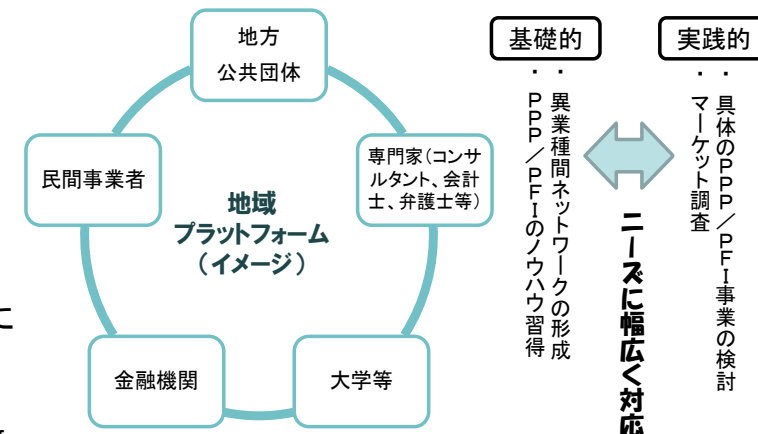 地方
公共団体
民間事業者
専門家(コンサ
ルタント、会計
士、弁護士等)
地域
プラットフォーム
(イメージ)
金融機関
大学等
に
基礎的
・異業種間ネットワークの形成
・PPP/PFIのノウハウ習得
ニーズに幅広く対応
実践的
・具体のPPP/PFI事業の検討
・マーケット調査